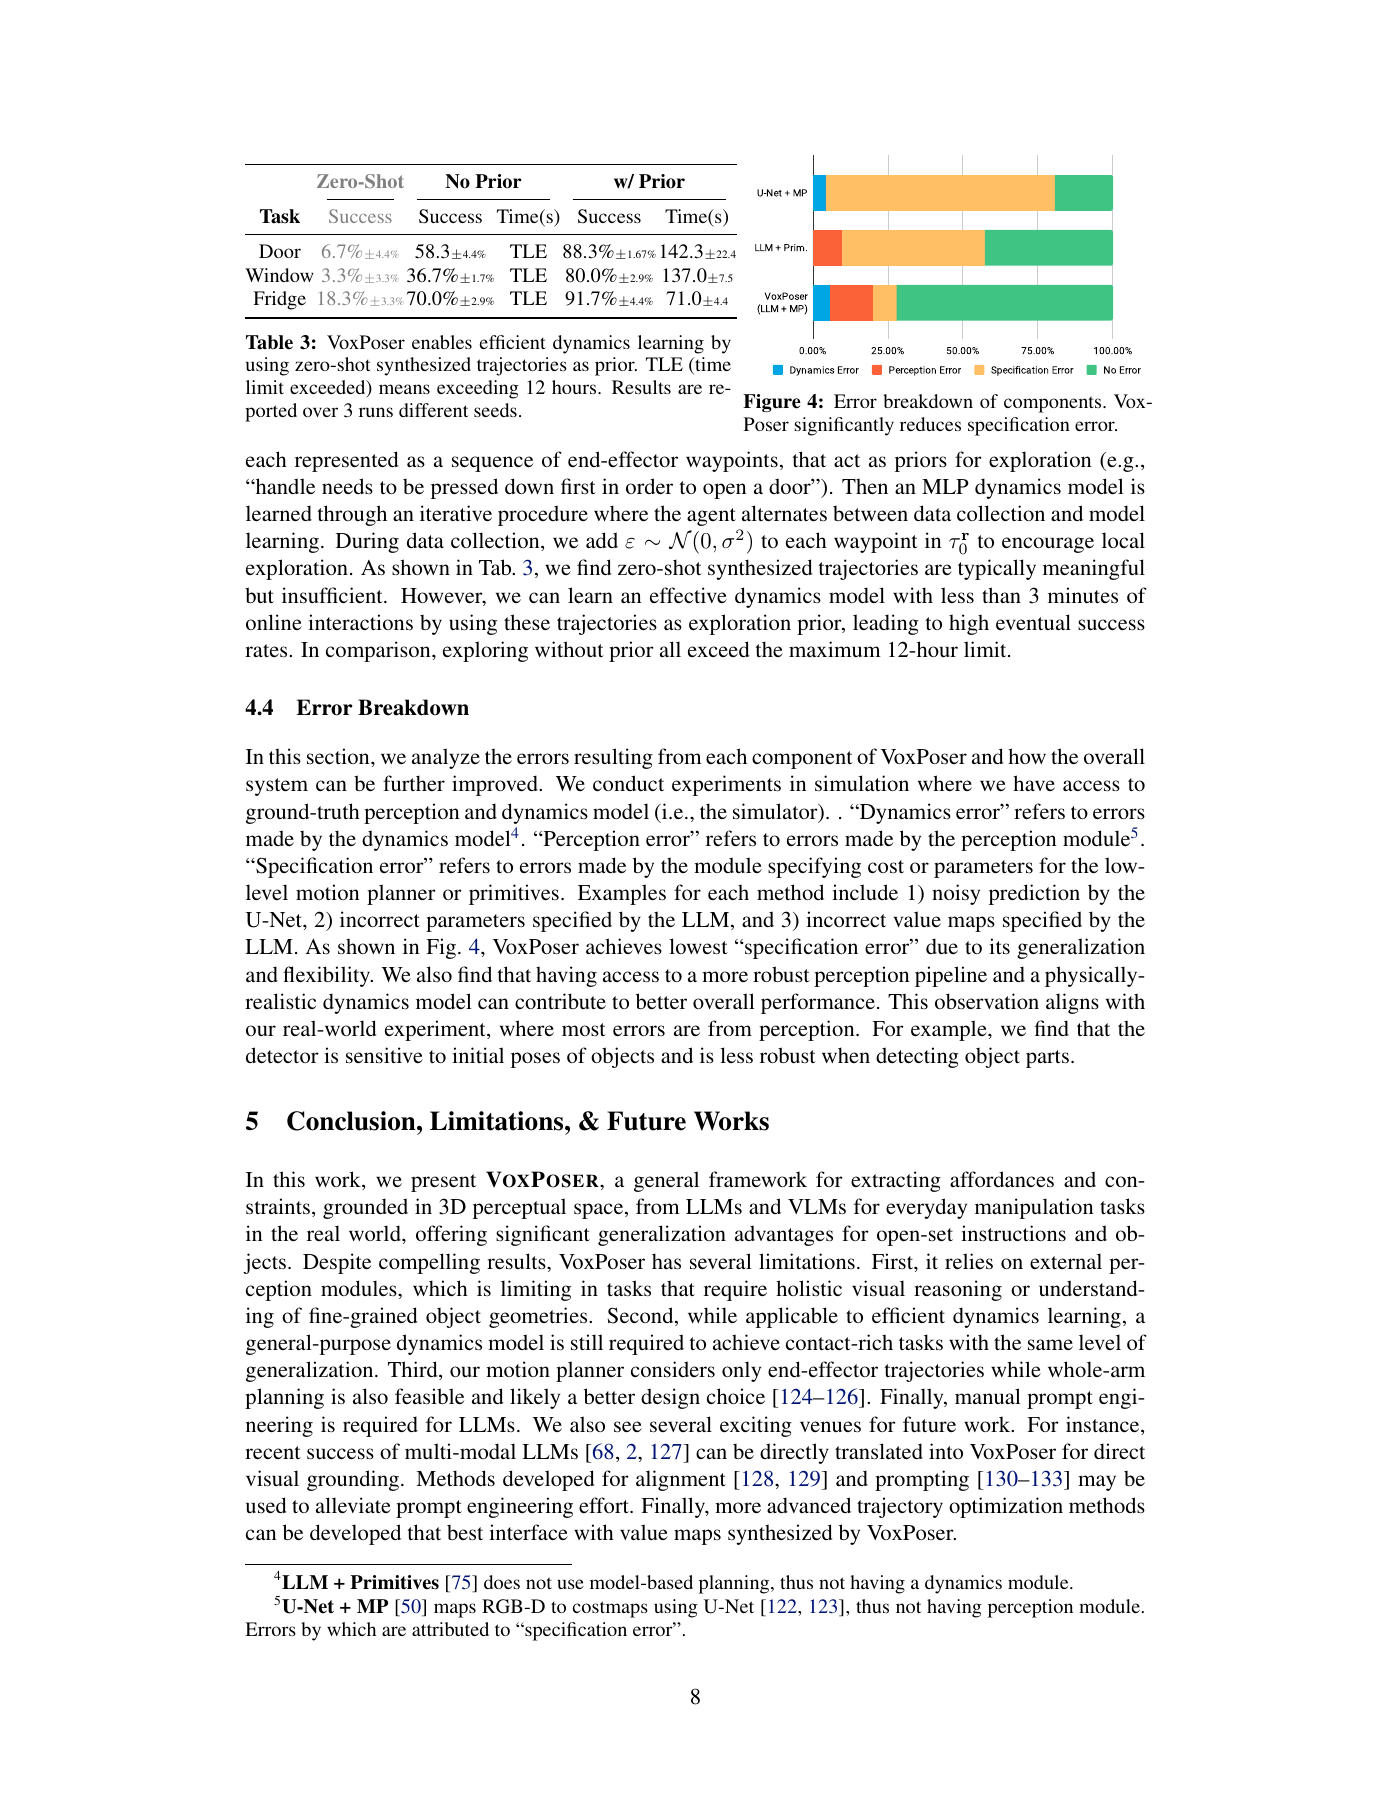 Zero-Shot No Prior w/ Prior
Task Success Success Time(s) Success Time(s)
Door 6.7%±4.4% 58.3±4.4% TLE 88.3%±1.67% 142.3±22.4
Window 3.3%±3.3% 36.7%±1.7% TLE 80.0%±2.9% 137.0±7.5
Fridge 18.3%±3.3% 70.0%±2.9% TLE 91.7%±4.4% 71.0±4.4
Table 3: VoxPoser enables efficient dynamics learning by
using zero-shot synthesized trajectories as prior. TLE (time
limit exceeded) means exceeding 12 hours. Results are re-
ported over 3 runs different seeds.
U-Net + MP
LLM + Prim.
VoxPoser
(LLM + MP)
0.00% 25.00% 50.00% 75.00% 100.00%
Dynamics Error Perception Error Specification Error No Error
Figure 4: Error breakdown of components. Vox-
Poser significantly reduces specification error.
each represented as a sequence of end-effector waypoints, that act as priors for exploration (e.g.,
“handle needs to be pressed down first in order to open a door”). Then an MLP dynamics model is
learned through an iterative procedure where the agent alternates between data collection and model
learning. During data collection, we add ε ∼ 𝒩(0, σ²) to each waypoint in τ₀ʳ to encourage local
exploration. As shown in Tab. 3, we find zero-shot synthesized trajectories are typically meaningful
but insufficient. However, we can learn an effective dynamics model with less than 3 minutes of
online interactions by using these trajectories as exploration prior, leading to high eventual success
rates. In comparison, exploring without prior all exceed the maximum 12-hour limit.
4.4 Error Breakdown
In this section, we analyze the errors resulting from each component of VoxPoser and how the overall
system can be further improved. We conduct experiments in simulation where we have access to
ground-truth perception and dynamics model (i.e., the simulator). . “Dynamics error” refers to errors
made by the dynamics model⁴. “Perception error” refers to errors made by the perception module⁵.
“Specification error” refers to errors made by the module specifying cost or parameters for the low-
level motion planner or primitives. Examples for each method include 1) noisy prediction by the
U-Net, 2) incorrect parameters specified by the LLM, and 3) incorrect value maps specified by the
LLM. As shown in Fig. 4, VoxPoser achieves lowest “specification error” due to its generalization
and flexibility. We also find that having access to a more robust perception pipeline and a physically-
realistic dynamics model can contribute to better overall performance. This observation aligns with
our real-world experiment, where most errors are from perception. For example, we find that the
detector is sensitive to initial poses of objects and is less robust when detecting object parts.
5 Conclusion, Limitations, & Future Works
In this work, we present VOXPOSER, a general framework for extracting affordances and con-
straints, grounded in 3D perceptual space, from LLMs and VLMs for everyday manipulation tasks
in the real world, offering significant generalization advantages for open-set instructions and ob-
jects. Despite compelling results, VoxPoser has several limitations. First, it relies on external per-
ception modules, which is limiting in tasks that require holistic visual reasoning or understand-
ing of fine-grained object geometries. Second, while applicable to efficient dynamics learning, a
general-purpose dynamics model is still required to achieve contact-rich tasks with the same level of
generalization. Third, our motion planner considers only end-effector trajectories while whole-arm
planning is also feasible and likely a better design choice [124–126]. Finally, manual prompt engi-
neering is required for LLMs. We also see several exciting venues for future work. For instance,
recent success of multi-modal LLMs [68, 2, 127] can be directly translated into VoxPoser for direct
visual grounding. Methods developed for alignment [128, 129] and prompting [130–133] may be
used to alleviate prompt engineering effort. Finally, more advanced trajectory optimization methods
can be developed that best interface with value maps synthesized by VoxPoser.
⁴LLM + Primitives [75] does not use model-based planning, thus not having a dynamics module.
⁵U-Net + MP [50] maps RGB-D to costmaps using U-Net [122, 123], thus not having perception module.
Errors by which are attributed to “specification error”.
8